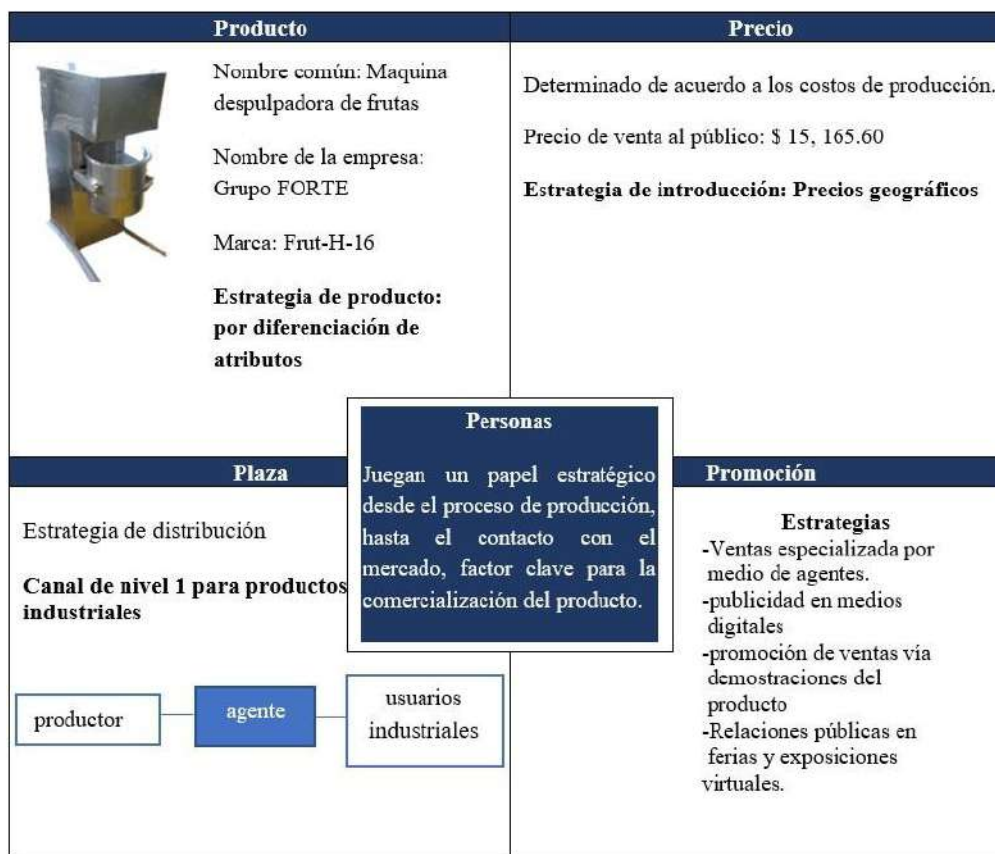 Producto
Nombre común: Maquina
despulpadora de frutas
Nombre de la empresa:
Grupo FORTE
Marca: Frut-H-16
Estrategia de producto:
por diferenciación de
atributos
Precio
Determinado de acuerdo a los costos de producción.
Precio de venta al público: $ 15, 165.60
Estrategia de introducción: Precios geográficos
Personas
Juegan un papel estratégico
desde el proceso de producción,
hasta el contacto con el
mercado, factor clave para la
comercialización del producto.
Plaza
Estrategia de distribución
Canal de nivel 1 para productos
industriales
productor
agente
usuarios
industriales
Promoción
Estrategias
-Ventas especializada por
medio de agentes.
-publicidad en medios
digitales
-promoción de ventas vía
demostraciones del
producto
-Relaciones públicas en
ferias y exposiciones
virtuales.